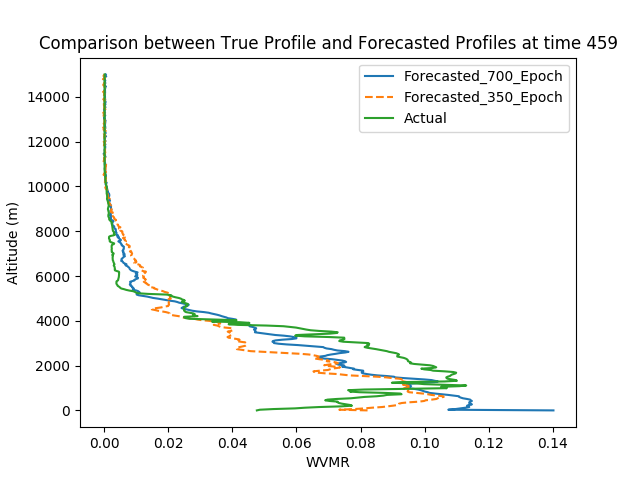 Comparison between True Profile and Forecasted Profiles at time 459
Forecasted_700_Epoch
Forecasted_350_Epoch
Actual
Altitude (m)
14000
12000
10000
8000
6000
4000
2000
0
0.00 0.02 0.04 0.06 0.08 0.10 0.12 0.14
WVMR